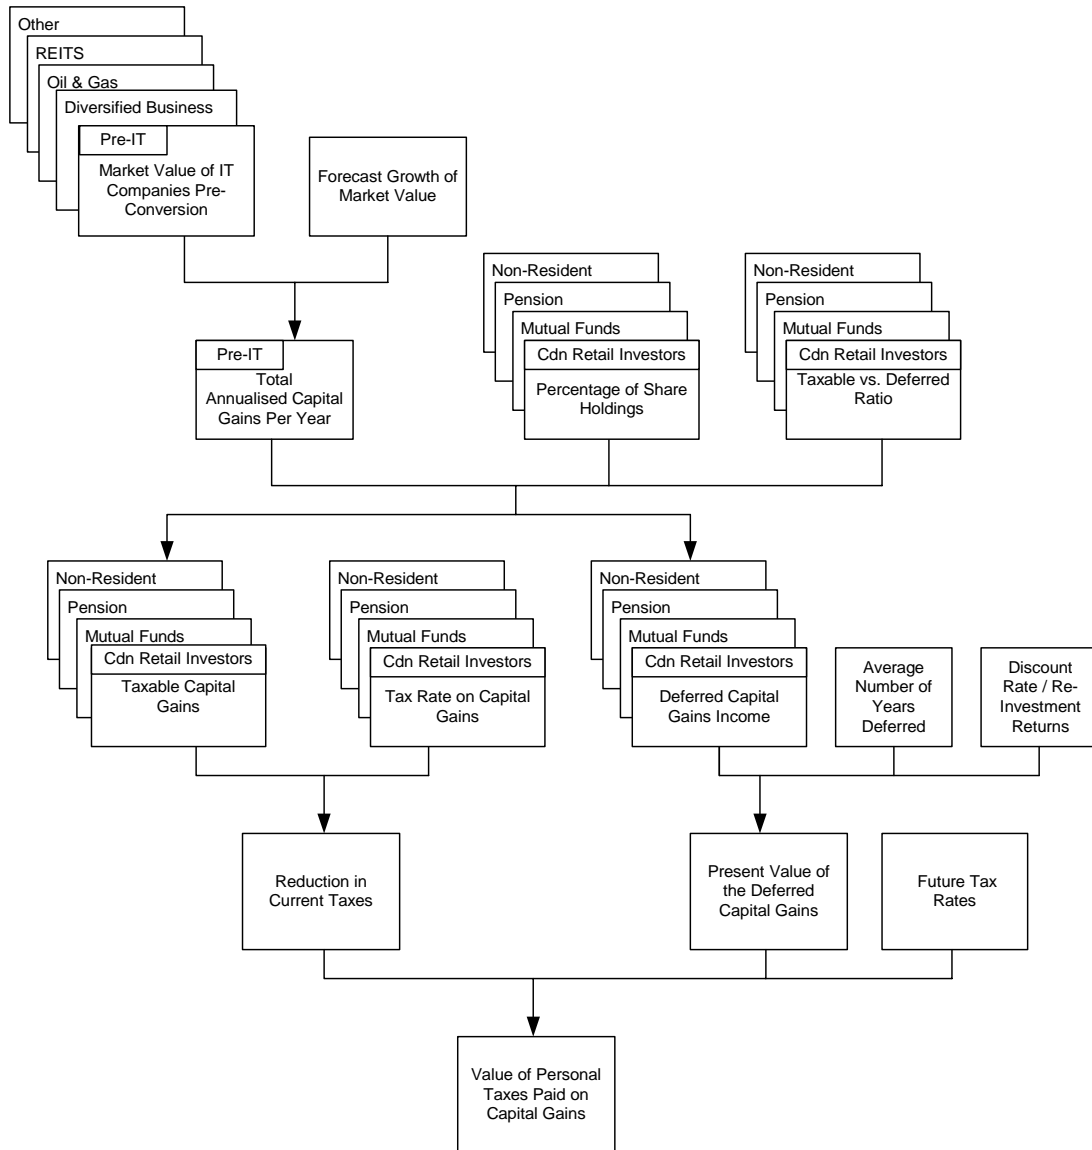 Other
REITS
Oil & Gas
Diversified Business
Pre-IT
Market Value of IT
Companies Pre-
Conversion
Forecast Growth of
Market Value
Non-Resident
Pension
Mutual Funds
Cdn Retail Investors
Percentage of Share
Holdings
Non-Resident
Pension
Mutual Funds
Cdn Retail Investors
Taxable vs. Deferred
Ratio
Pre-IT
Total
Annualised Capital
Gains Per Year
Non-Resident
Pension
Mutual Funds
Cdn Retail Investors
Taxable Capital
Gains
Non-Resident
Pension
Mutual Funds
Cdn Retail Investors
Tax Rate on Capital
Gains
Non-Resident
Pension
Mutual Funds
Cdn Retail Investors
Deferred Capital
Gains Income
Average
Number of
Years
Deferred
Discount
Rate / Re-
Investment
Returns
Reduction in
Current Taxes
Present Value of
the Deferred
Capital Gains
Future Tax
Rates
Value of Personal
Taxes Paid on
Capital Gains